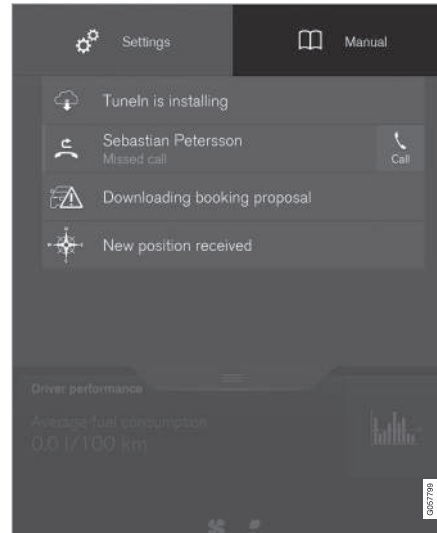 Settings
Manual
TuneIn is installing
Sebastian Petersson
Missed call
Call
Downloading booking proposal
New position received
Driver performance
Average fuel consumption
0.0 l/100 km
G057799